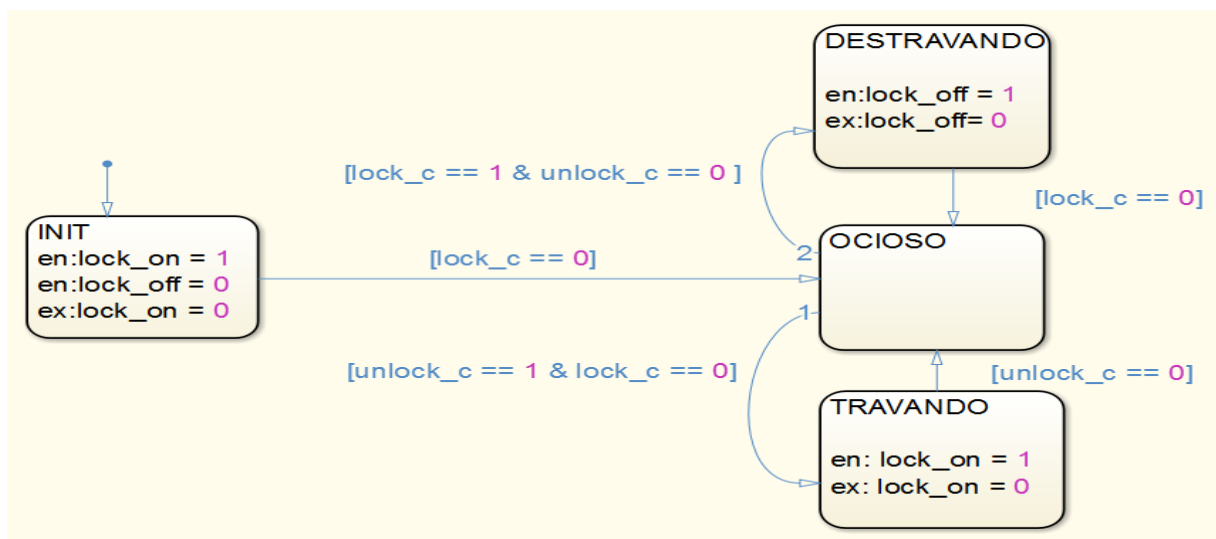 DESTRAVANDO
en:lock_off = 1
ex:lock_off= 0
[lock_c == 1 & unlock_c == 0 ]
[lock_c == 0]
INIT
en:lock_on = 1
en:lock_off = 0
ex:lock_on = 0
[lock_c == 0]
2
OCIOSO
1
[unlock_c == 1 & lock_c == 0]
[unlock_c == 0]
TRAVANDO
en: lock_on = 1
ex: lock_on = 0